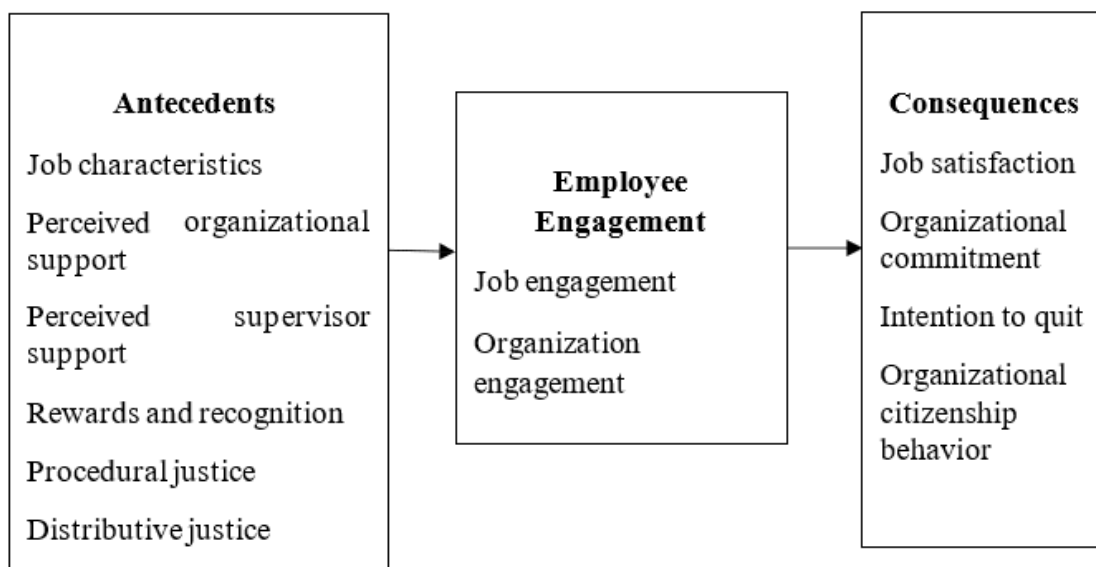 Antecedents
Job characteristics
Perceived organizational
support
Perceived supervisor
support
Rewards and recognition
Procedural justice
Distributive justice
Employee
Engagement
Job engagement
Organization
engagement
Consequences
Job satisfaction
Organizational
commitment
Intention to quit
Organizational
citizenship
behavior